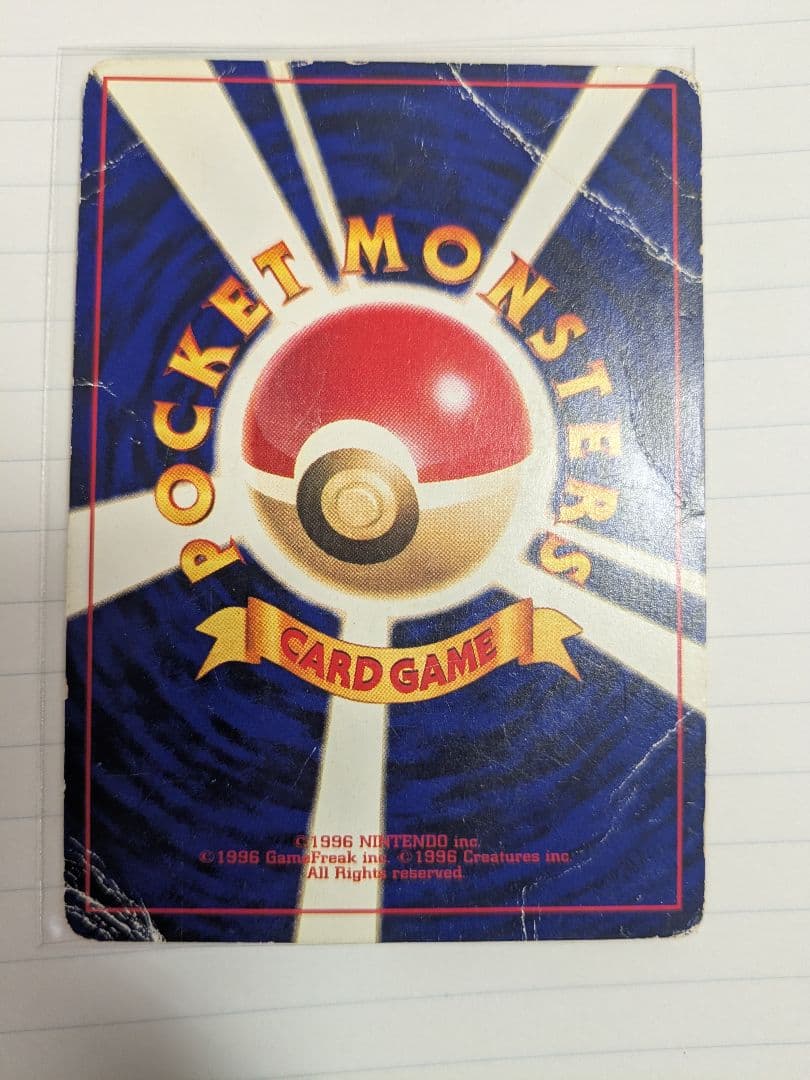 POCKET MONSTERS
CARD GAME
©1996 NINTENDO inc.
©1996 GameFreak inc. ©1996 Creatures inc.
All Rights reserved.